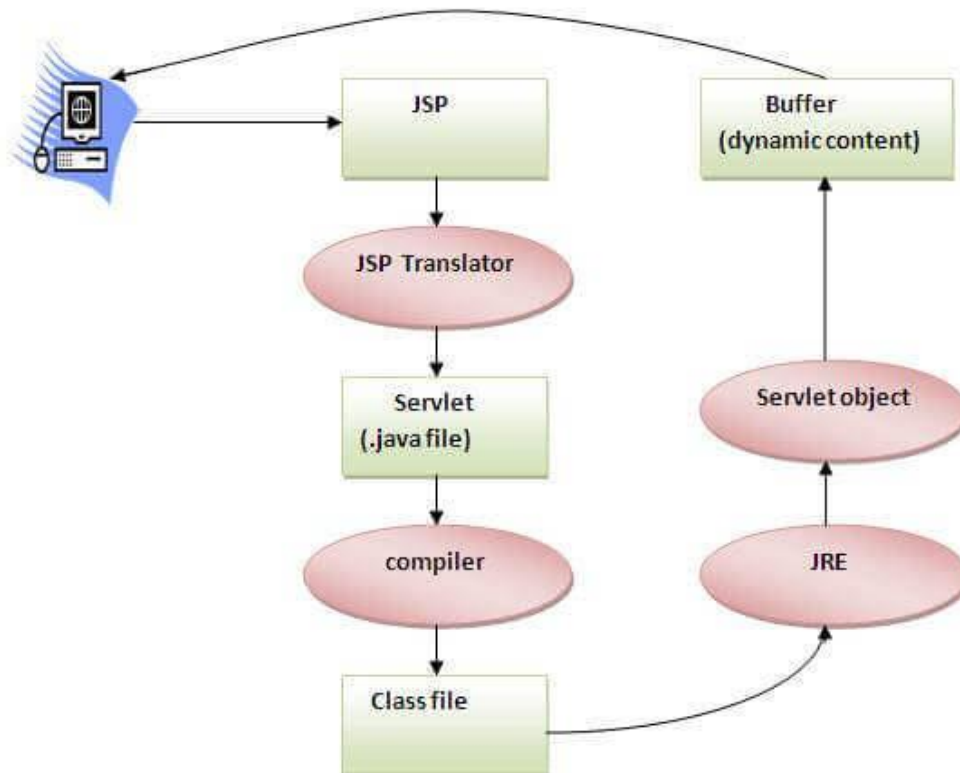 JSP
JSP Translator
Servlet
(.java file)
compiler
Class file
JRE
Servlet object
Buffer
(dynamic content)